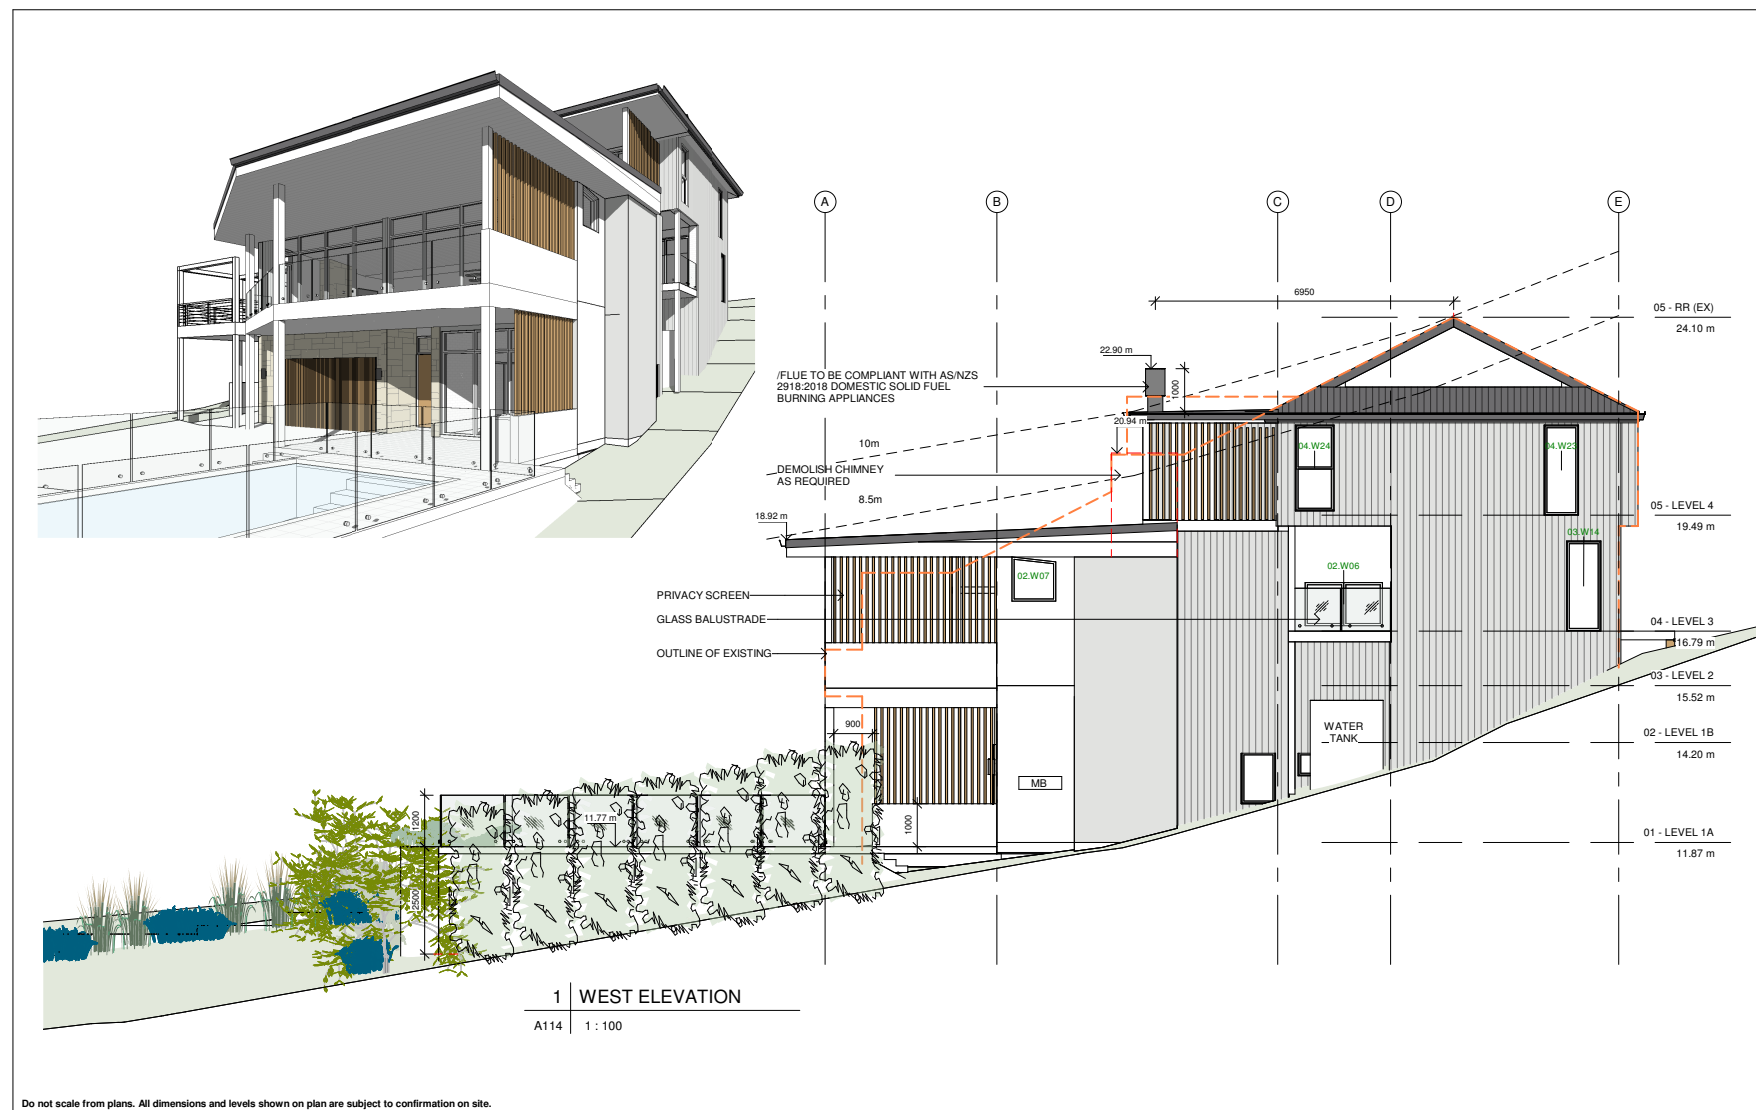 A
B
C
D
E
6950
05 - RR (EX)
24.10 m
22.90 m
1000
/FLUE TO BE COMPLIANT WITH AS/NZS
2918:2018 DOMESTIC SOLID FUEL
BURNING APPLIANCES
20.94 m
10m
DEMOLISH CHIMNEY
AS REQUIRED
8.5m
18.92 m
04.W24
04.W23
05 - LEVEL 4
19.49 m
03.W14
02.W07
02.W06
PRIVACY SCREEN
GLASS BALUSTRADE
OUTLINE OF EXISTING
04 - LEVEL 3
16.79 m
03 - LEVEL 2
15.52 m
900
WATER
TANK
02 - LEVEL 1B
14.20 m
MB
1200
11.77 m
1000
01 - LEVEL 1A
11.87 m
2500
1 WEST ELEVATION
A114 1 : 100
Do not scale from plans. All dimensions and levels shown on plan are subject to confirmation on site.